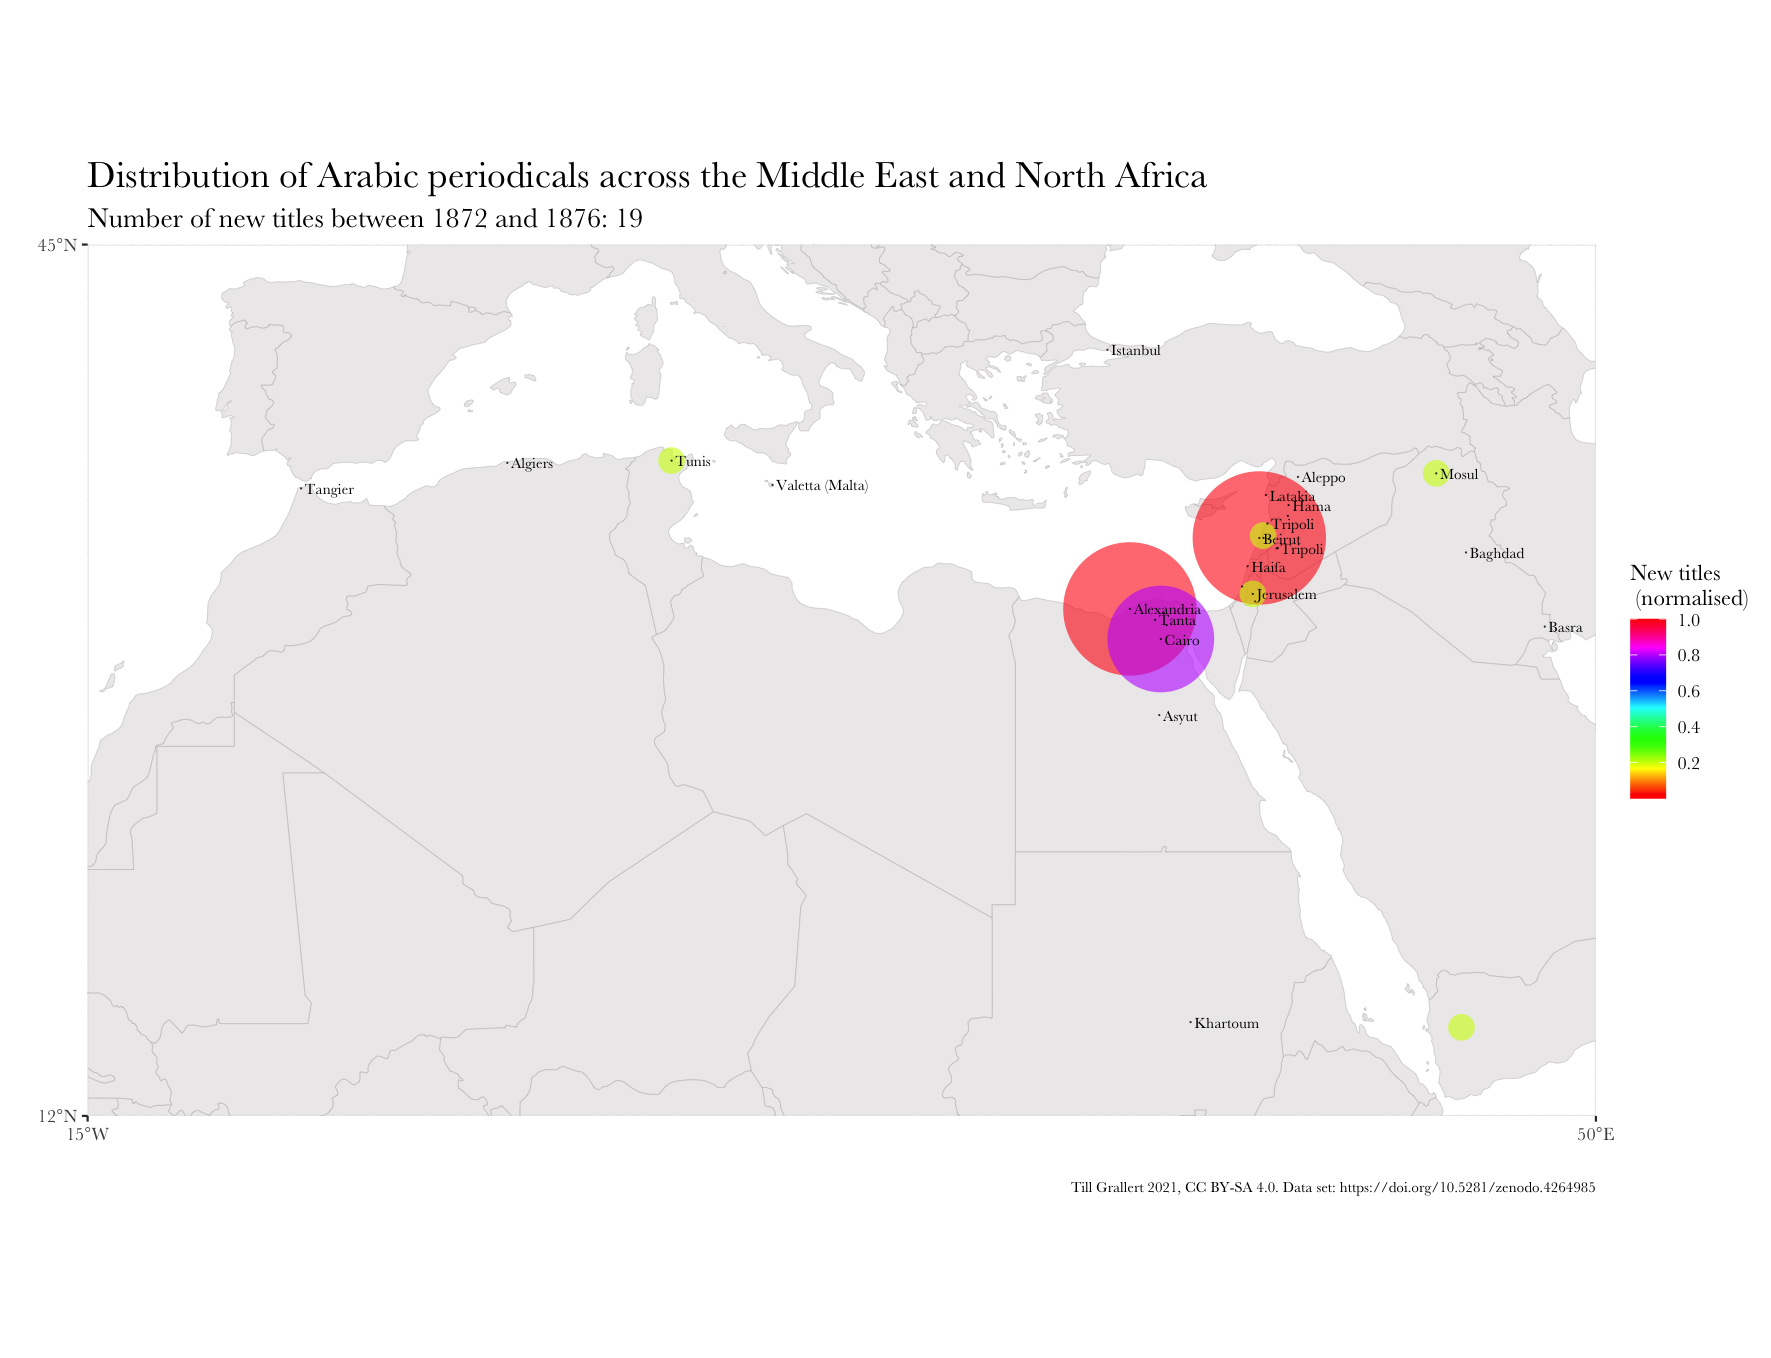 Distribution of Arabic periodicals across the Middle East and North Africa
Number of new titles between 1872 and 1876: 19
45°N
Istanbul
Algiers
Tunis
Mosul
Aleppo
Valetta (Malta)
Tangier
Latakia
Hama
Tripoli
Beirut
Tripoli
Baghdad
Haifa
Jerusalem
Alexandria
Tanta
Basra
Cairo
Asyut
Khartoum
New titles
(normalised)
1.0
0.8
0.6
0.4
0.2
12°N
15°W
50°E
Till Grallert 2021, CC BY-SA 4.0. Data set: https://doi.org/10.5281/zenodo.4264985